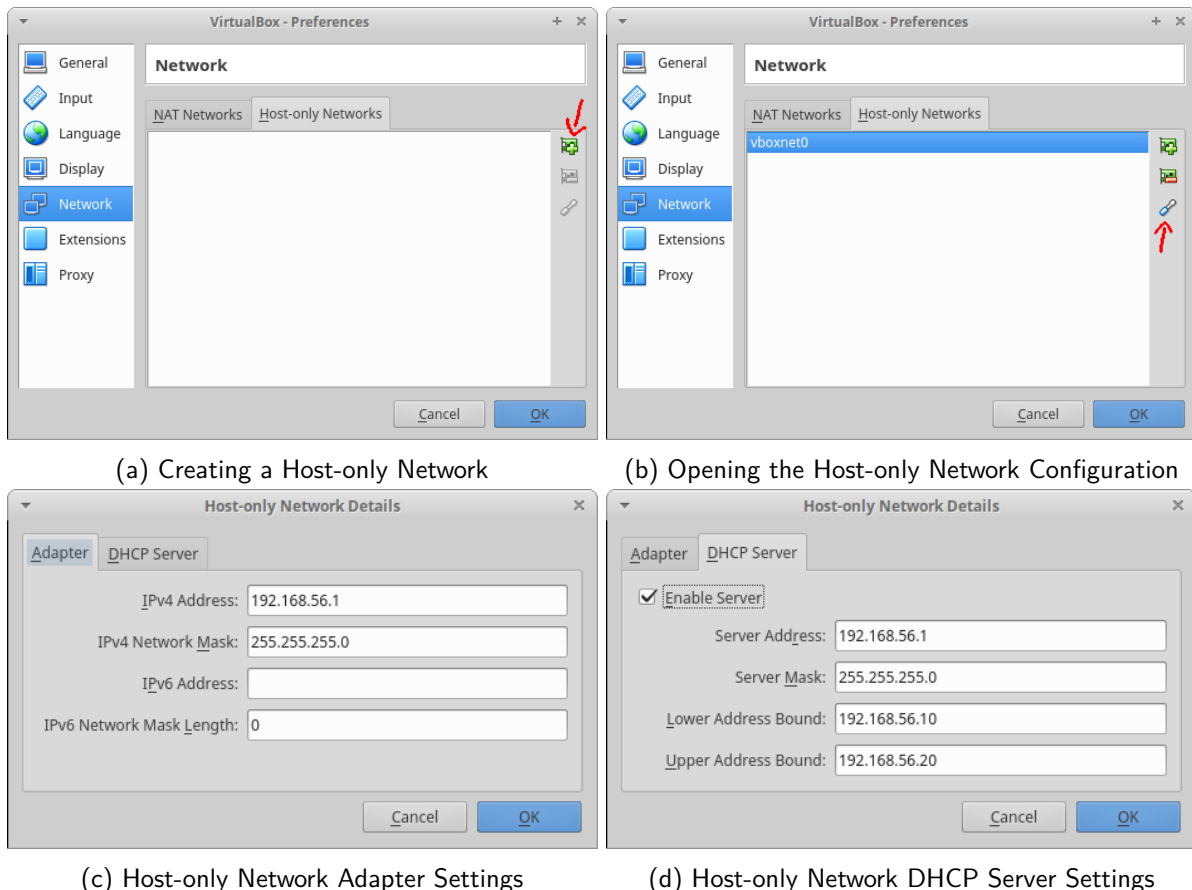 VirtualBox - Preferences
General
Input
Language
Display
Network
Extensions
Proxy
Network
NAT Networks Host-only Networks
Cancel OK
(a) Creating a Host-only Network
VirtualBox - Preferences
General
Input
Language
Display
Network
Extensions
Proxy
Network
NAT Networks Host-only Networks
vboxnet0
Cancel OK
(b) Opening the Host-only Network Configuration
Host-only Network Details
Adapter DHCP Server
IPv4 Address: 192.168.56.1
IPv4 Network Mask: 255.255.255.0
IPv6 Address:
IPv6 Network Mask Length: 0
Cancel OK
(c) Host-only Network Adapter Settings
Host-only Network Details
Adapter DHCP Server
Enable Server
Server Address: 192.168.56.1
Server Mask: 255.255.255.0
Lower Address Bound: 192.168.56.10
Upper Address Bound: 192.168.56.20
Cancel OK
(d) Host-only Network DHCP Server Settings